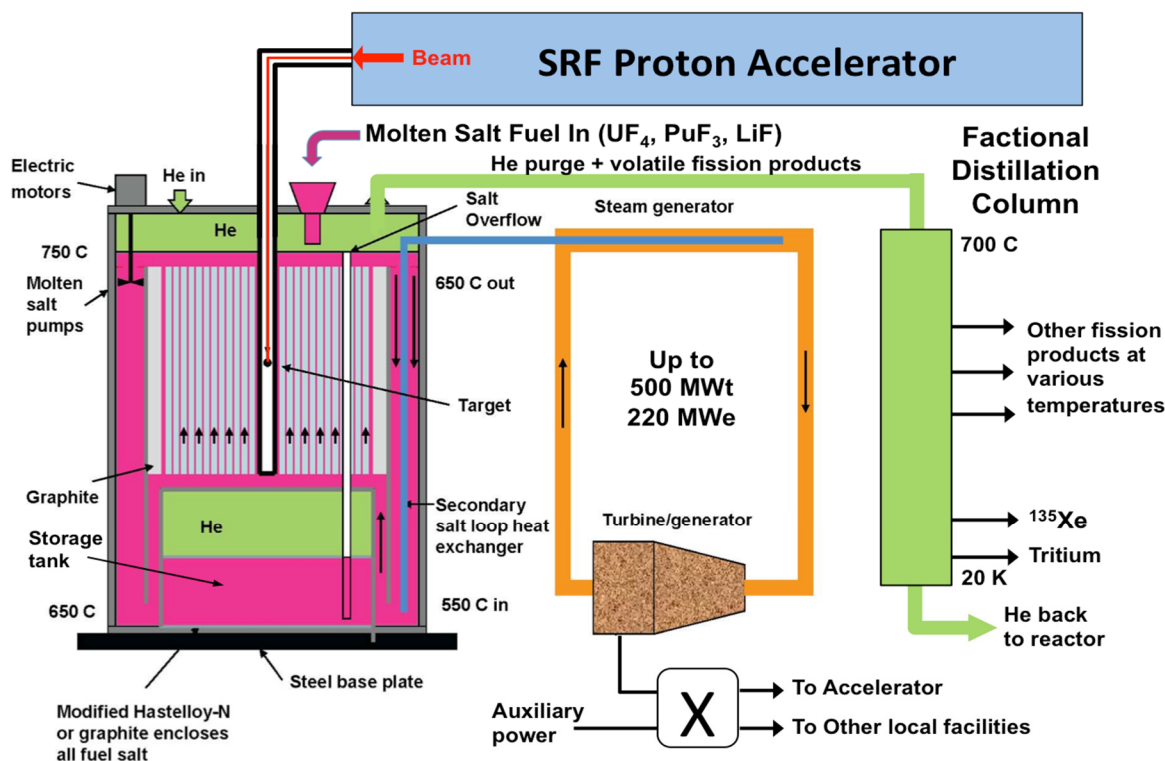 SRF Proton Accelerator
Beam
Molten Salt Fuel In (UF₄, PuF₃, LiF)
He purge + volatile fission products
Factional
Distillation
Column
Electric
motors
He in
Salt
Overflow
Steam generator
He
700 C
750 C
650 C out
Molten
salt
pumps
Other fission
products at
various
temperatures
Up to
500 MWt
220 MWe
Target
Graphite
He
Secondary
salt loop heat
exchanger
Turbine/generator
¹³⁵Xe
Storage
tank
Tritium
20 K
650 C
550 C in
He back
to reactor
Steel base plate
Modified Hastelloy-N
or graphite encloses
all fuel salt
Auxiliary
power
X
To Accelerator
To Other local facilities